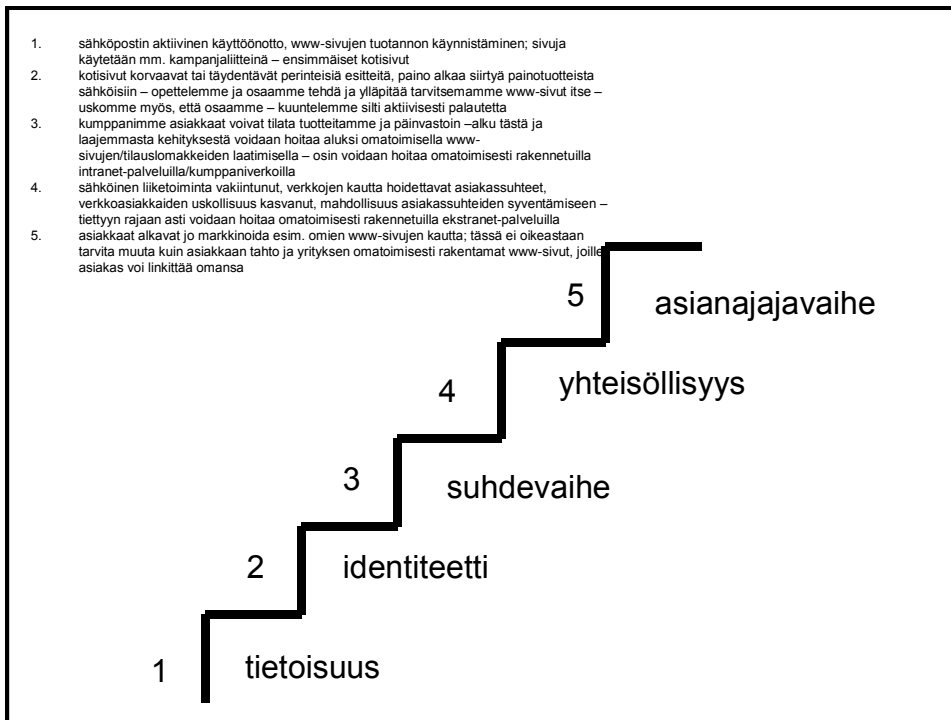 1. sähköpostin aktiivinen käyttöönotto, www-sivujen tuotannon käynnistäminen; sivuja
käytetään mm. kampanjaliitteinä – ensimmäiset kotisivut
2. kotisivut korvaavat tai täydentävät perinteisiä esitteitä, paino alkaa siirtyä painotuotteista
sähköisiin – opettelemme ja osaamme tehdä ja ylläpitää tarvitsemamme www-sivut itse –
uskomme myös, että osaamme – kuuntelemme silti aktiivisesti palautetta
3. kumppanimme asiakkaat voivat tilata tuotteitamme ja päinvastoin –alku tästä ja
laajemmasta kehityksestä voidaan hoitaa aluksi omatoimisella www-
sivujen/tilauslomakkeiden laatimisella – osin voidaan hoitaa omatoimisesti rakennetuilla
intranet-palveluilla/kumppaniverkoilla
4. sähköinen liiketoiminta vakiintunut, verkkojen kautta hoidettavat asiakassuhteet,
verkkoasiakkaiden uskollisuus kasvanut, mahdollisuus asiakassuhteiden syventämiseen –
tiettyyn rajaan asti voidaan hoitaa omatoimisesti rakennetuilla ekstranet-palveluilla
5. asiakkaat alkavat jo markkinoida esim. omien www-sivujen kautta; tässä ei oikeastaan
tarvita muuta kuin asiakkaan tahto ja yrityksen omatoimisesti rakentamat www-sivut, joille
asiakas voi linkittää omansa
5 asianajajavaihe
4 yhteisöllisyys
3 suhdevaihe
2 identiteetti
1 tietoisuus